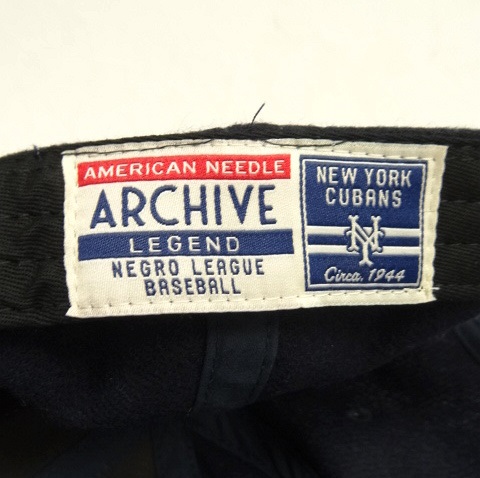 AMERICAN NEEDLE
ARCHIVE
LEGEND
NEGRO LEAGUE
BASEBALL
NEW YORK
CUBANS
NY
Circa. 1944